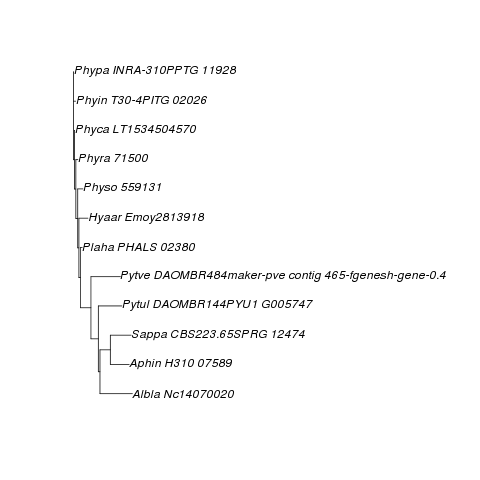 Phypa INRA-310PPTG 11928
Phyin T30-4PITG 02026
Phyca LT1534504570
Phyra 71500
Physo 559131
Hyaar Emoy2813918
Plaha PHALS 02380
Pytve DAOMBR484maker-pve contig 465-fgenesh-gene-0.4
Pytul DAOMBR144PYU1 G005747
Sappa CBS223.65SPRG 12474
Aphin H310 07589
Albla Nc14070020